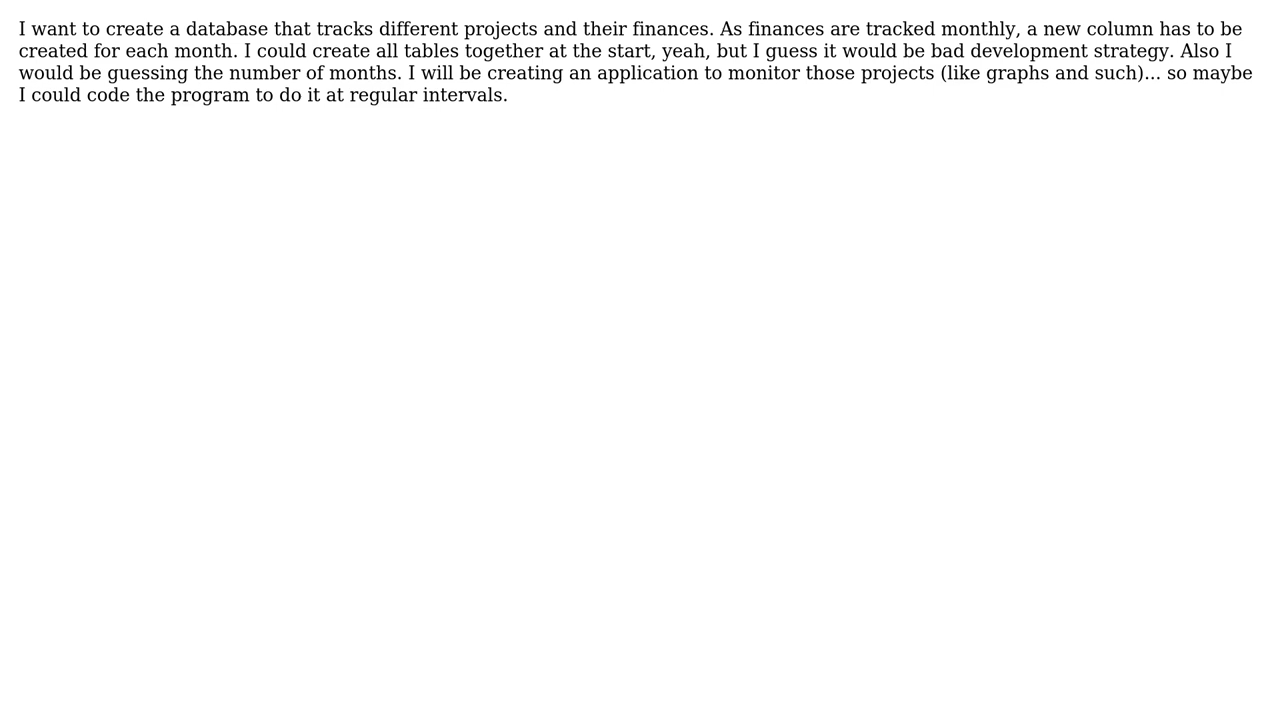 I want to create a database that tracks different projects and their finances. As finances are tracked monthly, a new column has to be
created for each month. I could create all tables together at the start, yeah, but I guess it would be bad development strategy. Also I
would be guessing the number of months. I will be creating an application to monitor those projects (like graphs and such)... so maybe
I could code the program to do it at regular intervals.